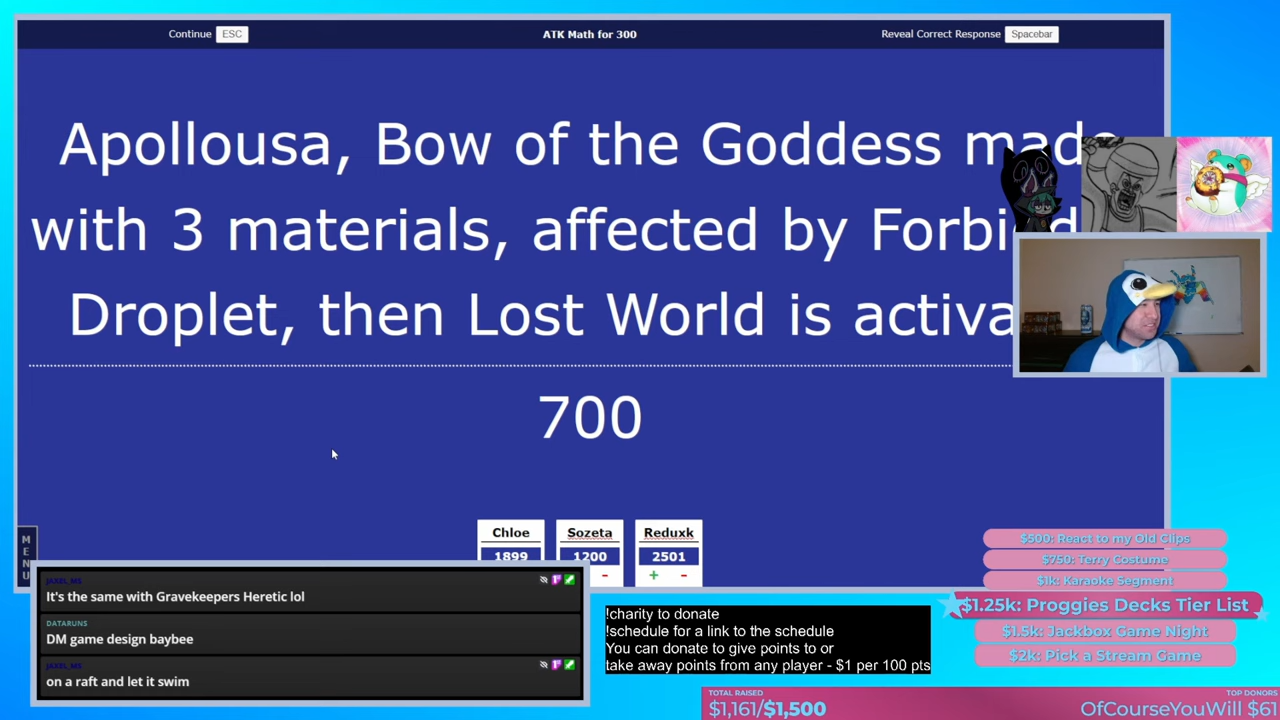 Continue ESC
ATK Math for 300
Reveal Correct Response Spacebar
Apollousa, Bow of the Goddess made
with 3 materials, affected by
Droplet, then Lost World is
700
MENU
Chloe
1899
Sozeta
1200
-
Reduxk
2501
+ -
JAXEL_MS
It's the same with Gravekeepers Heretic lol
DATARUNS
DM game design baybee
JAXEL_MS
on a raft and let it swim
!charity to donate
!schedule for a link to the schedule
You can donate to give points to or
take away points from any player - $1 per 100 pts
$500: React to my Old Clips
$750: Terry Costume
$1k: Karaoke Segment
$1.25k: Proggies Decks Tier List
$1.5k: Jackbox Game Night
$2k: Pick a Stream Game
TOTAL RAISED
$1,161/$1,500
TOP DONORS
OfCourseYouWill $61